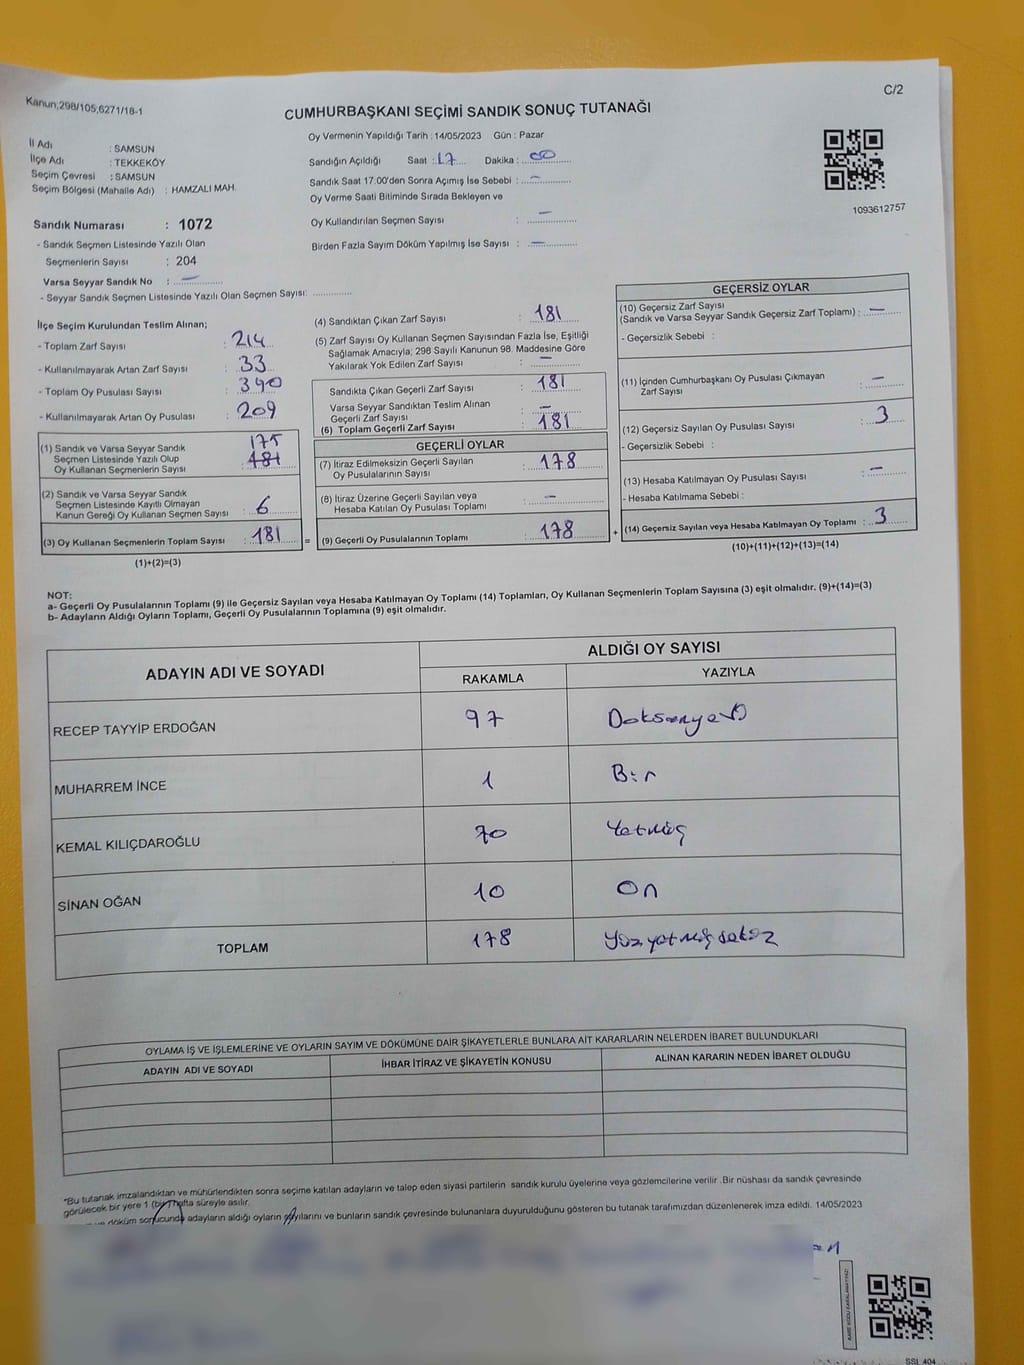 Kanun;298/105,6271/18-1
C/2
CUMHURBAŞKANI SEÇİMİ SANDIK SONUÇ TUTANAĞI
İl Adı : SAMSUN
İlçe Adı : TEKKEKÖY
Seçim Çevresi : SAMSUN
Seçim Bölgesi (Mahalle Adı) : HAMZALI MAH.
Sandık Numarası : 1072
- Sandık Seçmen Listesinde Yazılı Olan
Seçmenlerin Sayısı : 204
Varsa Seyyar Sandık No : —
- Seyyar Sandık Seçmen Listesinde Yazılı Olan Seçmen Sayısı: ............
Oy Vermenin Yapıldığı Tarih : 14/05/2023 Gün : Pazar
Sandığın Açıldığı Saat : 17 Dakika : 00
Sandık Saat 17:00'den Sonra Açımış İse Sebebi : —
Oy Verme Saati Bitiminde Sırada Bekleyen ve
Oy Kullandırılan Seçmen Sayısı : —
Birden Fazla Sayım Döküm Yapılmış İse Sayısı : —
1093612757
İlçe Seçim Kurulundan Teslim Alınan;
- Toplam Zarf Sayısı : 214
- Kullanılmayarak Artan Zarf Sayısı : 33
- Toplam Oy Pusulası Sayısı : 390
- Kullanılmayarak Artan Oy Pusulası : 209
(1) Sandık ve Varsa Seyyar Sandık 175
Seçmen Listesinde Yazılı Olup
Oy Kullanan Seçmenlerin Sayısı : 181
(2) Sandık ve Varsa Seyyar Sandık
Seçmen Listesinde Kayıtlı Olmayan
Kanun Gereği Oy Kullanan Seçmen Sayısı : 6
(3) Oy Kullanan Seçmenlerin Toplam Sayısı : 181
(1)+(2)=(3)
(4) Sandıktan Çıkan Zarf Sayısı : 181
(5) Zarf Sayısı Oy Kullanan Seçmen Sayısından Fazla İse, Eşitliği
Sağlamak Amacıyla; 298 Sayılı Kanunun 98. Maddesine Göre
Yakılarak Yok Edilen Zarf Sayısı : —
Sandıkta Çıkan Geçerli Zarf Sayısı : 181
Varsa Seyyar Sandıktan Teslim Alınan
Geçerli Zarf Sayısı : —
(6) Toplam Geçerli Zarf Sayısı : 181
GEÇERLİ OYLAR
(7) İtiraz Edilmeksizin Geçerli Sayılan
Oy Pusulalarının Sayısı : 178
(8) İtiraz Üzerine Geçerli Sayılan veya
Hesaba Katılan Oy Pusulası Toplamı : —
= (9) Geçerli Oy Pusulalarının Toplamı : 178 +
GEÇERSİZ OYLAR
(10) Geçersiz Zarf Sayısı
(Sandık ve Varsa Seyyar Sandık Geçersiz Zarf Toplamı) : —
- Geçersizlik Sebebi :
(11) İçinden Cumhurbaşkanı Oy Pusulası Çıkmayan
Zarf Sayısı : —
(12) Geçersiz Sayılan Oy Pusulası Sayısı : 3
- Geçersizlik Sebebi :
(13) Hesaba Katılmayan Oy Pusulası Sayısı : —
- Hesaba Katılmama Sebebi :
(14) Geçersiz Sayılan veya Hesaba Katılmayan Oy Toplamı : 3
(10)+(11)+(12)+(13)=(14)
NOT:
a- Geçerli Oy Pusulalarının Toplamı (9) ile Geçersiz Sayılan veya Hesaba Katılmayan Oy Toplamı (14) Toplamları, Oy Kullanan Seçmenlerin Toplam Sayısına (3) eşit olmalıdır. (9)+(14)=(3)
b- Adayların Aldığı Oyların Toplamı, Geçerli Oy Pusulalarının Toplamına (9) eşit olmalıdır.
ADAYIN ADI VE SOYADI
ALDIĞI OY SAYISI
RAKAMLA YAZIYLA
RECEP TAYYİP ERDOĞAN 97 Doksanyedi
MUHARREM İNCE 1 Bir
KEMAL KILIÇDAROĞLU 70 Yetmiş
SİNAN OĞAN 10 On
TOPLAM 178 Yüzyetmişsekiz
OYLAMA İŞ VE İŞLEMLERİNE VE OYLARIN SAYIM VE DÖKÜMÜNE DAİR ŞİKAYETLERLE BUNLARA AİT KARARLARIN NELERDEN İBARET BULUNDUKLARI
ADAYIN ADI VE SOYADI İHBAR İTİRAZ VE ŞİKAYETİN KONUSU ALINAN KARARIN NEDEN İBARET OLDUĞU
*Bu tutanak imzalandıktan ve mühürlendikten sonra seçime katılan adayların ve talep eden siyasi partilerin sandık kurulu üyelerine veya gözlemcilerine verilir .Bir nüshası da sandık çevresinde
görülecek bir yere 1 (bir) hafta süreyle asılır.
döküm sonucunda adayların aldığı oyların sayılarını ve bunların sandık çevresinde bulunanlara duyurulduğunu gösteren bu tutanak tarafımızdan düzenlenerek imza edildi. 14/05/2023
KARE KODU KARALAMAYINIZ!